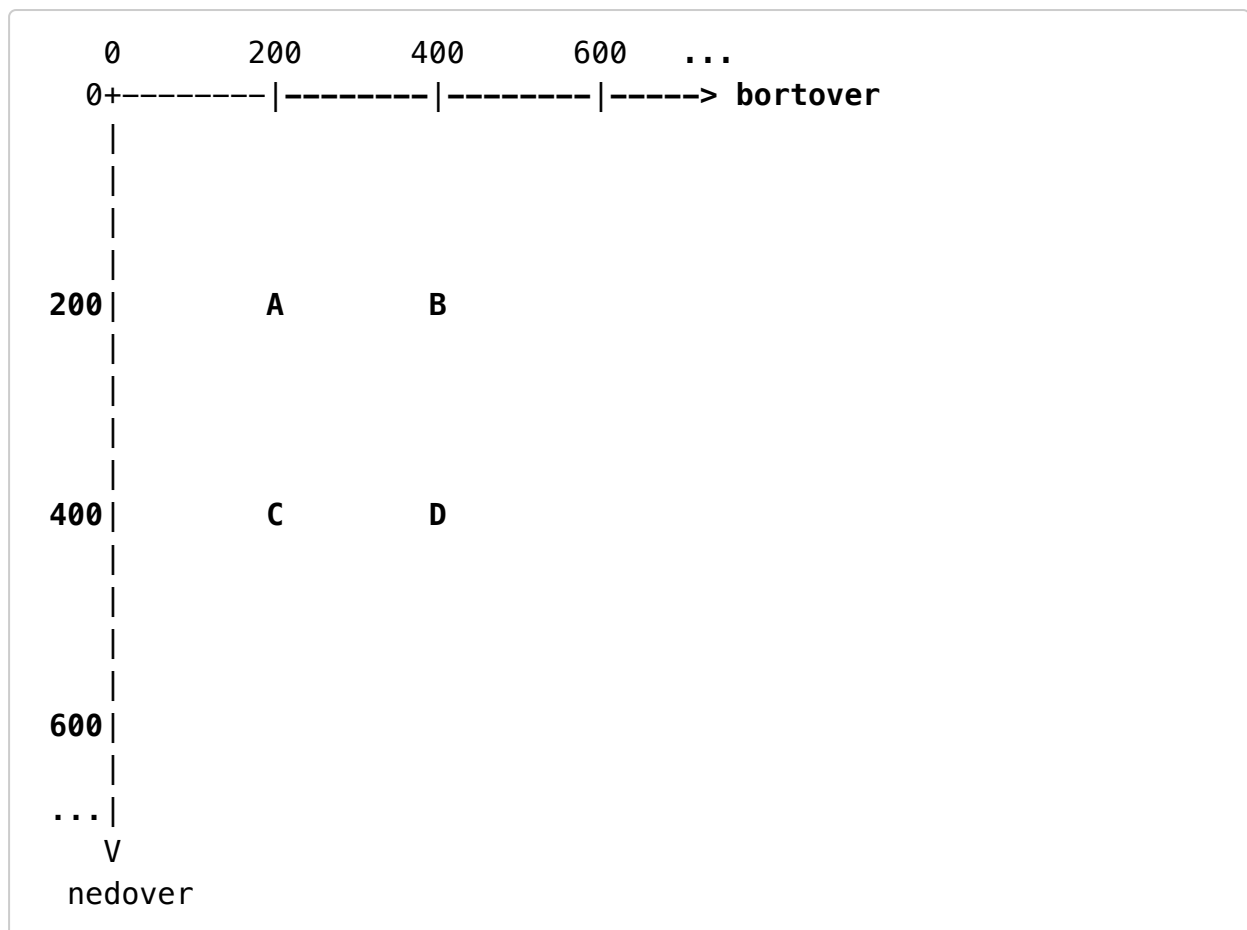 0 200 400 600 ...
0+--------|--------|--------|-----> bortover
|
|
|
|
200| A B
|
|
|
|
400| C D
|
|
|
|
600|
|
...|
V
nedover